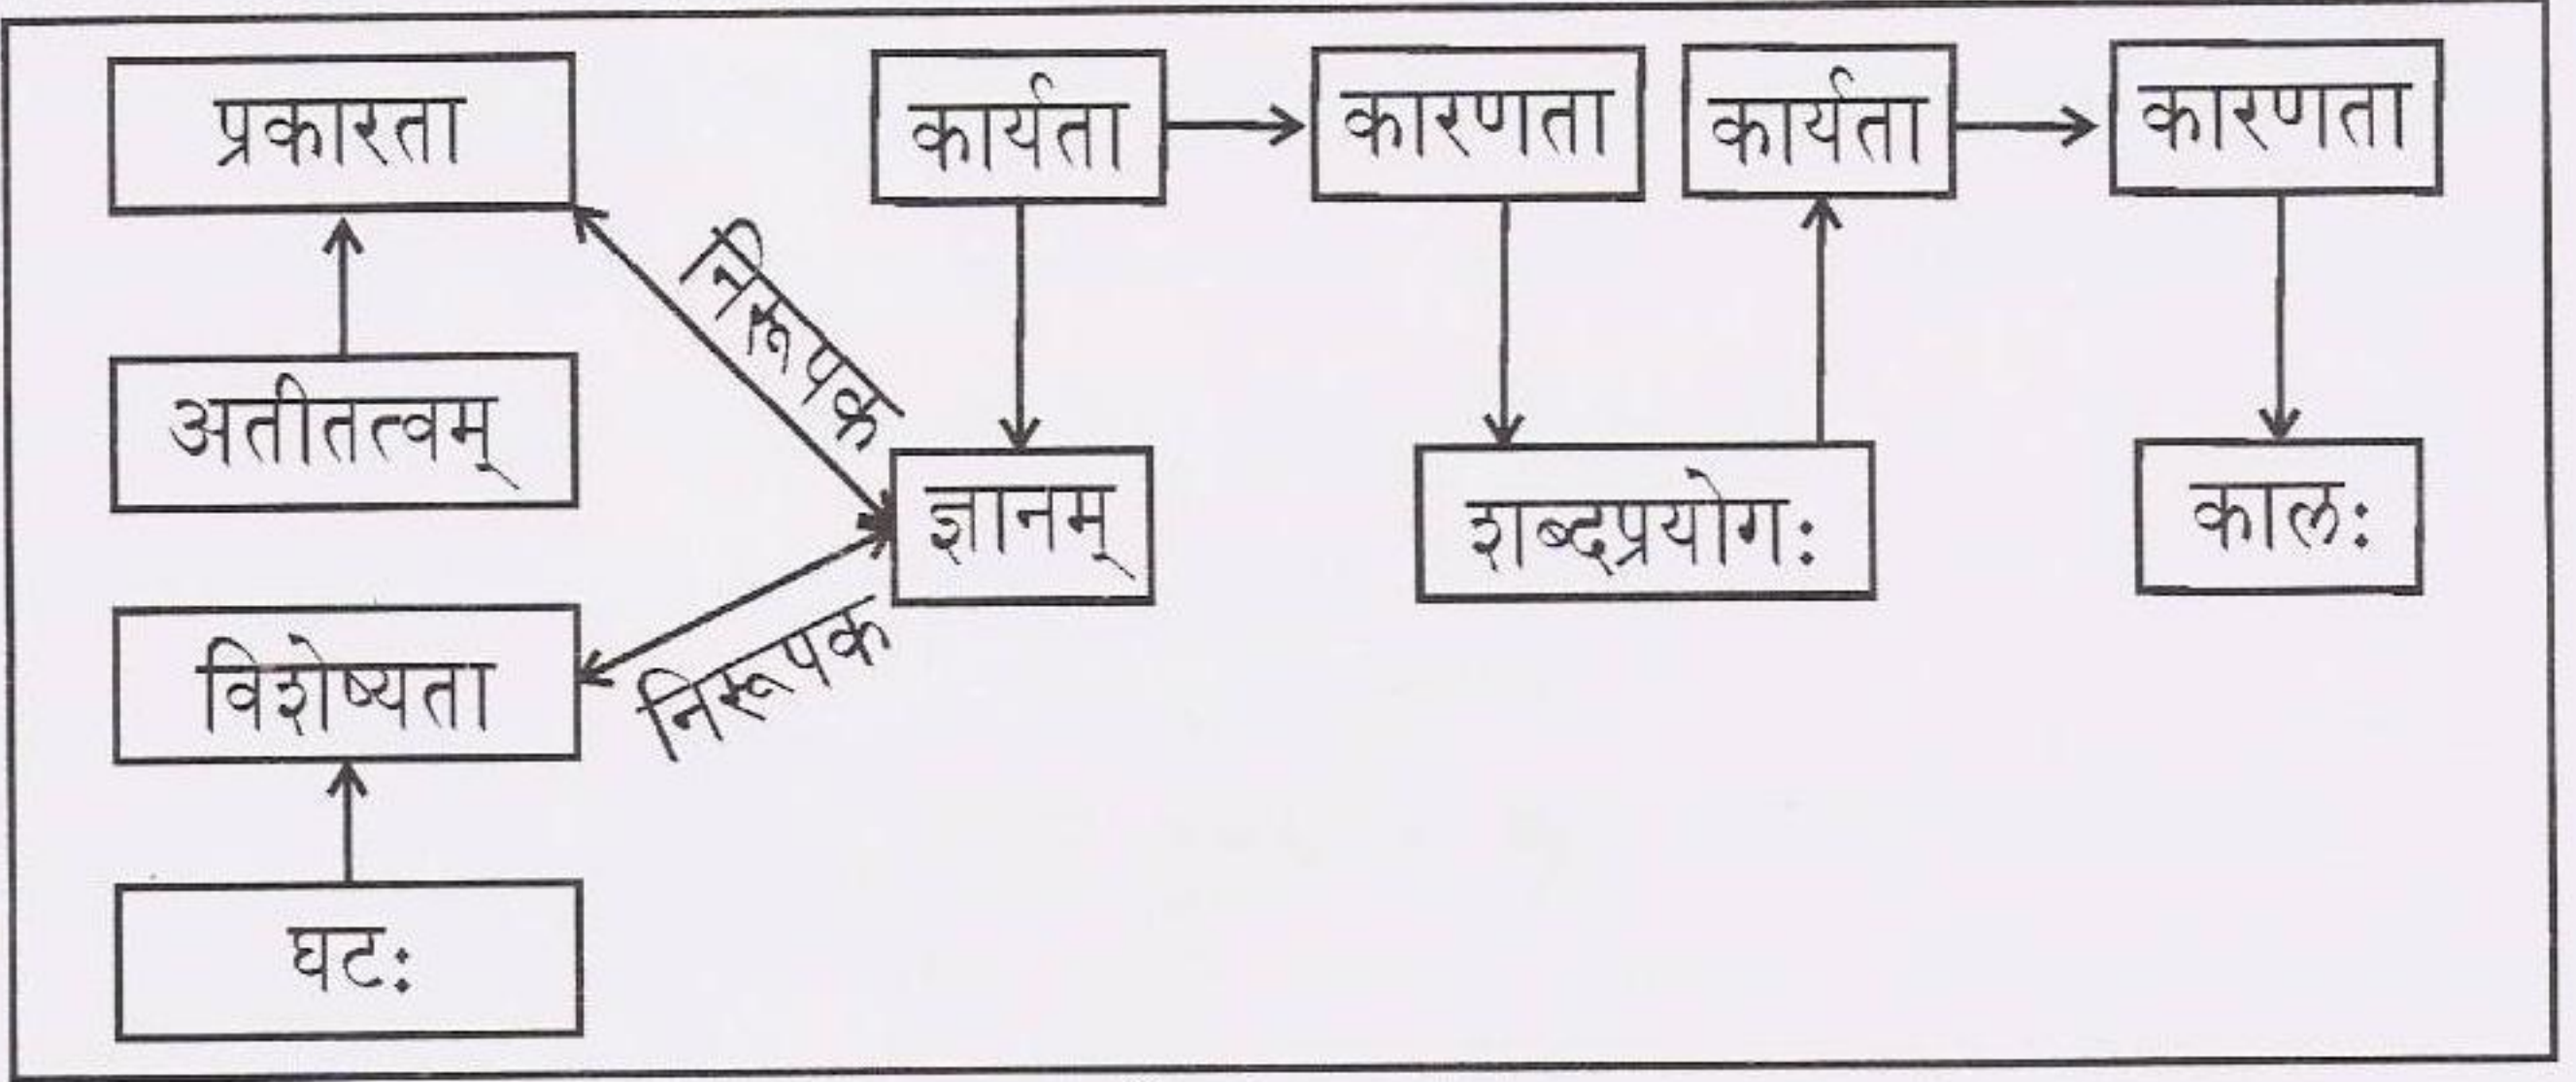 प्रकारता
कार्यता
कारणता
कार्यता
कारणता
निरूपक
अतीतत्वम्
ज्ञानम्
शब्दप्रयोगः
कालः
विशेष्यता
निरूपक
घटः